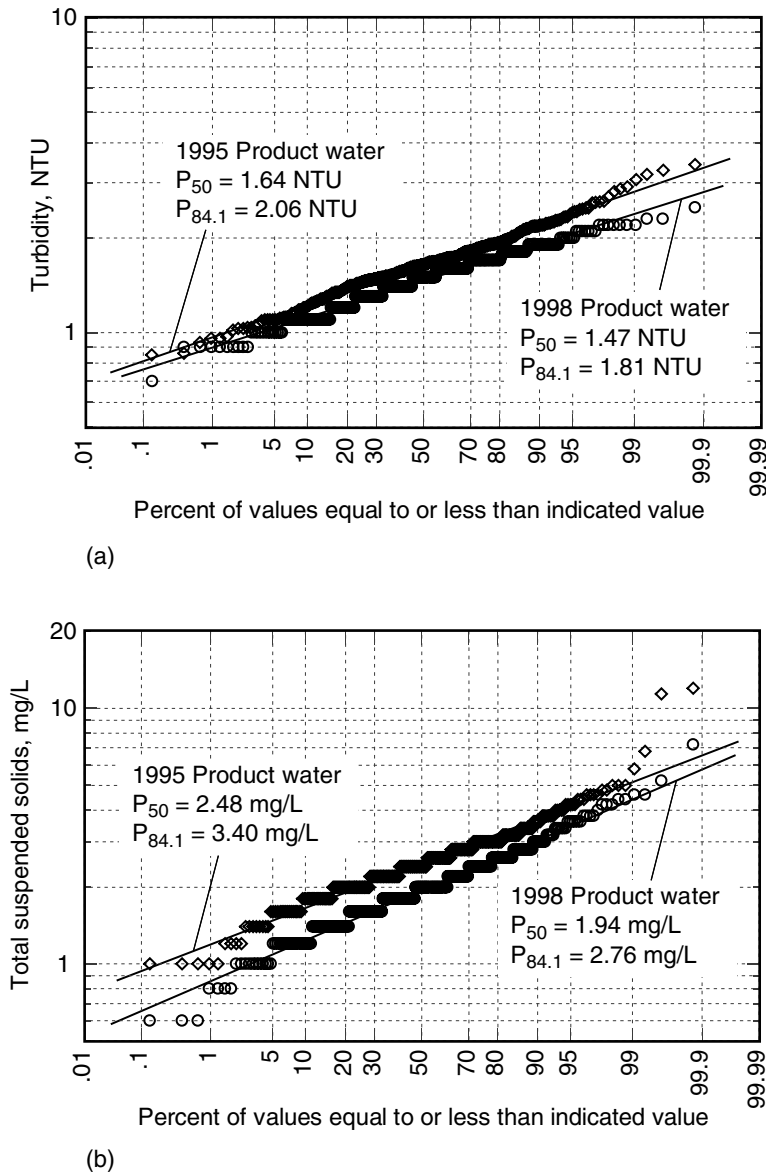 10
1995 Product water
P50 = 1.64 NTU
P84.1 = 2.06 NTU
Turbidity, NTU
1998 Product water
P50 = 1.47 NTU
P84.1 = 1.81 NTU
1
.01 .1 1 5 10 20 30 50 70 80 90 95 99 99.9 99.99
Percent of values equal to or less than indicated value
(a)
20
10
Total suspended solids, mg/L
1995 Product water
P50 = 2.48 mg/L
P84.1 = 3.40 mg/L
1998 Product water
P50 = 1.94 mg/L
P84.1 = 2.76 mg/L
1
.01 .1 1 5 10 20 30 50 70 80 90 95 99 99.9 99.99
Percent of values equal to or less than indicated value
(b)